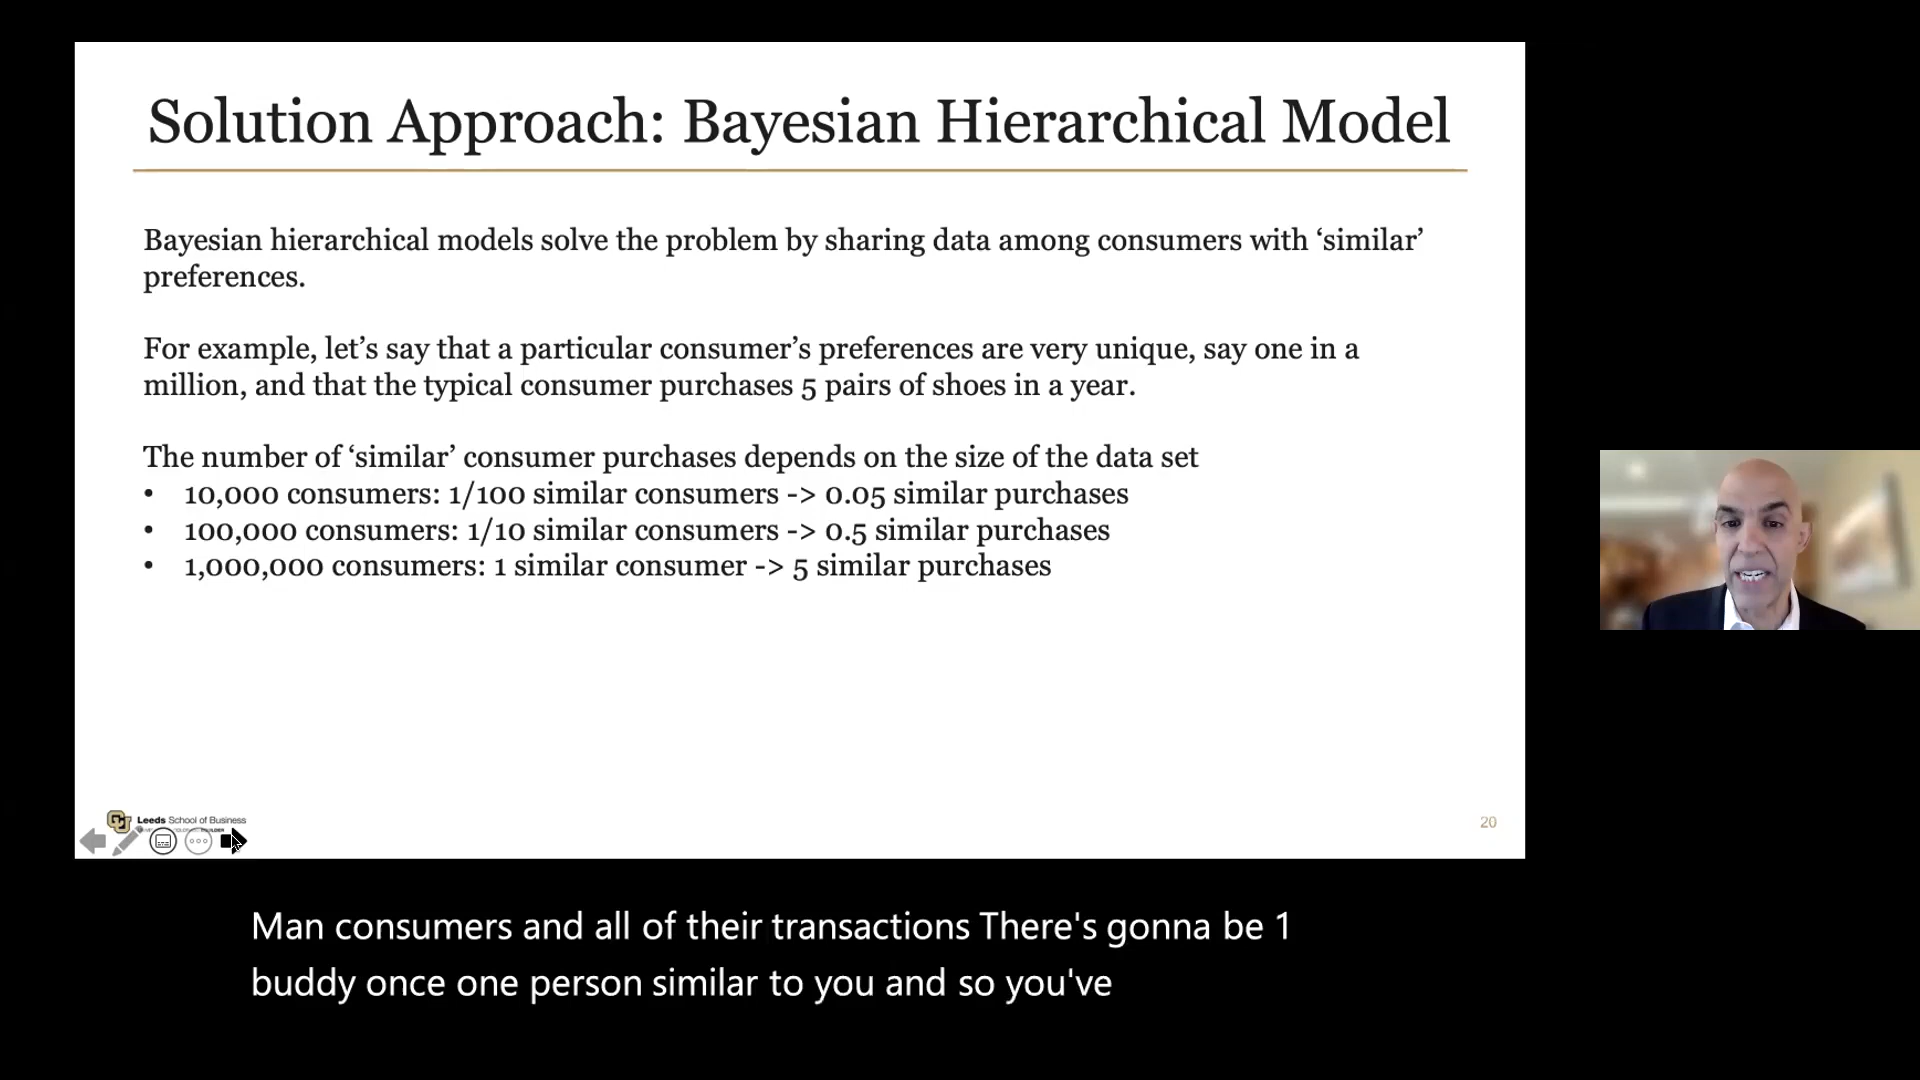 Solution Approach: Bayesian Hierarchical Model
Bayesian hierarchical models solve the problem by sharing data among consumers with ‘similar’
preferences.
For example, let’s say that a particular consumer’s preferences are very unique, say one in a
million, and that the typical consumer purchases 5 pairs of shoes in a year.
The number of ‘similar’ consumer purchases depends on the size of the data set
• 10,000 consumers: 1/100 similar consumers -> 0.05 similar purchases
• 100,000 consumers: 1/10 similar consumers -> 0.5 similar purchases
• 1,000,000 consumers: 1 similar consumer -> 5 similar purchases
Leeds School of Business
20
Man consumers and all of their transactions There's gonna be 1
buddy once one person similar to you and so you've